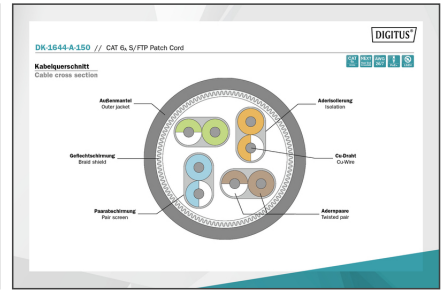 DIGITUS®
DK-1644-A-150 // CAT 6A S/FTP Patch Cord
Kabelquerschnitt
Cable cross section
Außenmantel
Outer jacket
Aderisolierung
Isolation
Geflechtschirmung
Braid shield
Cu-Draht
Cu-Wire
Paarabschirmung
Pair screen
Adernpaare
Twisted pair